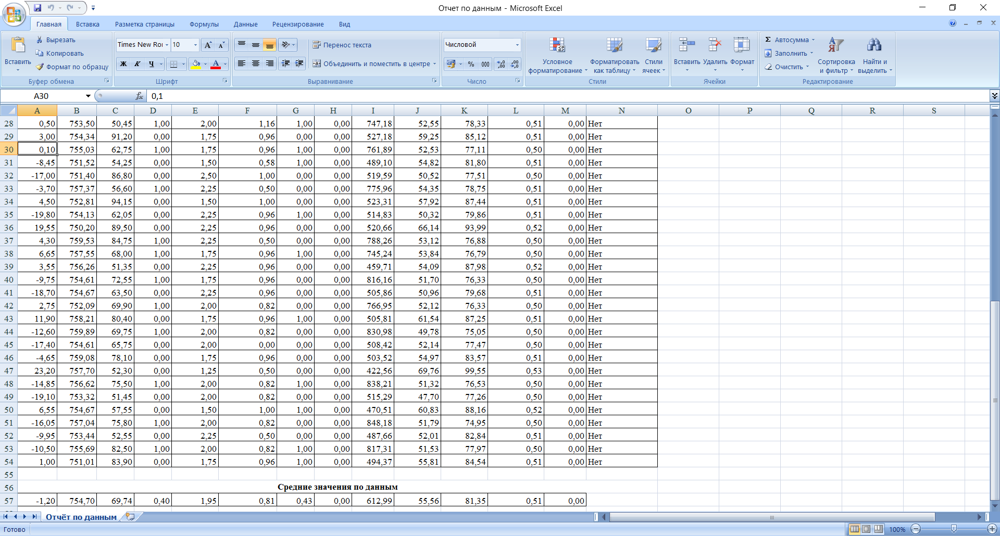 Отчет по данным - Microsoft Excel
Главная Вставка Разметка страницы Формулы Данные Рецензирование Вид
Вставить
Вырезать
Копировать
Формат по образцу
Буфер обмена
Times New Roi 10
Ж К Ч
Шрифт
Перенос текста
Объединить и поместить в центре
Выравнивание
Числовой
% 000
Число
Условное форматирование
Форматировать как таблицу
Стили ячеек
Стили
Вставить Удалить Формат
Ячейки
Σ Автосумма
Заполнить
Очистить
Сортировка и фильтр
Найти и выделить
Редактирование
A30 fx 0,1
A B C D E F G H I J K L M N O P Q R S
28 0,50 753,50 50,45 1,00 2,00 1,16 1,00 0,00 747,18 52,55 78,33 0,51 0,00 Нет
29 3,00 754,34 91,20 0,00 1,75 0,96 0,00 0,00 527,18 59,25 85,12 0,51 0,00 Нет
30 0,10 755,03 62,75 1,00 1,75 0,96 1,00 0,00 761,89 52,53 77,11 0,50 0,00 Нет
31 -8,45 751,52 54,25 0,00 1,50 0,58 1,00 0,00 489,10 54,82 81,80 0,51 0,00 Нет
32 -17,00 751,40 86,80 0,00 2,50 1,00 0,00 0,00 519,59 50,52 77,51 0,50 0,00 Нет
33 -3,70 757,37 56,60 1,00 2,25 0,50 0,00 0,00 775,96 54,35 78,75 0,51 0,00 Нет
34 4,50 752,81 94,15 0,00 1,50 1,00 0,00 0,00 523,31 57,92 87,44 0,51 0,00 Нет
35 -19,80 754,13 62,05 0,00 2,25 0,96 1,00 0,00 514,83 50,32 79,86 0,51 0,00 Нет
36 19,55 750,20 89,50 0,00 2,25 0,96 0,00 0,00 520,66 66,14 93,99 0,52 0,00 Нет
37 4,30 759,53 84,75 1,00 2,25 0,50 0,00 0,00 788,26 53,12 76,88 0,50 0,00 Нет
38 6,65 757,55 68,00 1,00 1,75 0,96 1,00 0,00 745,24 53,84 76,79 0,50 0,00 Нет
39 3,55 756,26 51,35 0,00 2,25 0,96 0,00 0,00 459,71 54,09 87,98 0,52 0,00 Нет
40 -9,75 754,61 72,55 1,00 1,75 0,96 0,00 0,00 816,16 51,70 76,33 0,50 0,00 Нет
41 -18,70 754,67 63,50 0,00 2,25 0,96 0,00 0,00 505,86 50,96 79,68 0,51 0,00 Нет
42 2,75 752,09 69,90 1,00 2,00 0,82 1,00 0,00 766,95 52,12 76,33 0,50 0,00 Нет
43 11,90 758,21 80,40 0,00 1,75 0,96 1,00 0,00 505,81 61,54 87,25 0,51 0,00 Нет
44 -12,60 759,89 69,75 1,00 2,00 0,82 0,00 0,00 830,98 49,78 75,05 0,50 0,00 Нет
45 -17,40 754,61 65,75 0,00 2,00 0,00 0,00 0,00 508,42 52,14 77,47 0,50 0,00 Нет
46 -4,65 759,08 78,10 0,00 1,75 0,96 0,00 0,00 503,52 54,97 83,57 0,51 0,00 Нет
47 23,20 757,70 52,30 0,00 1,25 0,50 0,00 0,00 422,56 69,76 99,55 0,53 0,00 Нет
48 -14,85 756,62 75,50 1,00 2,00 0,82 1,00 0,00 838,21 51,32 76,53 0,50 0,00 Нет
49 -19,10 753,32 51,45 0,00 2,00 0,82 0,00 0,00 515,29 47,70 77,26 0,50 0,00 Нет
50 6,55 754,67 57,55 0,00 1,50 1,00 1,00 0,00 470,51 60,83 88,16 0,52 0,00 Нет
51 -16,05 757,04 75,80 1,00 2,00 0,82 0,00 0,00 848,18 51,79 74,95 0,50 0,00 Нет
52 -9,95 753,44 52,55 0,00 2,25 0,50 0,00 0,00 487,66 52,01 82,84 0,51 0,00 Нет
53 -10,50 755,69 82,50 1,00 2,00 0,82 1,00 0,00 817,31 51,53 77,97 0,50 0,00 Нет
54 1,00 751,01 83,90 0,00 1,75 0,96 1,00 0,00 494,37 55,81 84,54 0,51 0,00 Нет
55
56 Средние значения по данным
57 -1,20 754,70 69,74 0,40 1,95 0,81 0,43 0,00 612,99 55,56 81,35 0,51 0,00
Отчёт по данным
Готово 100%